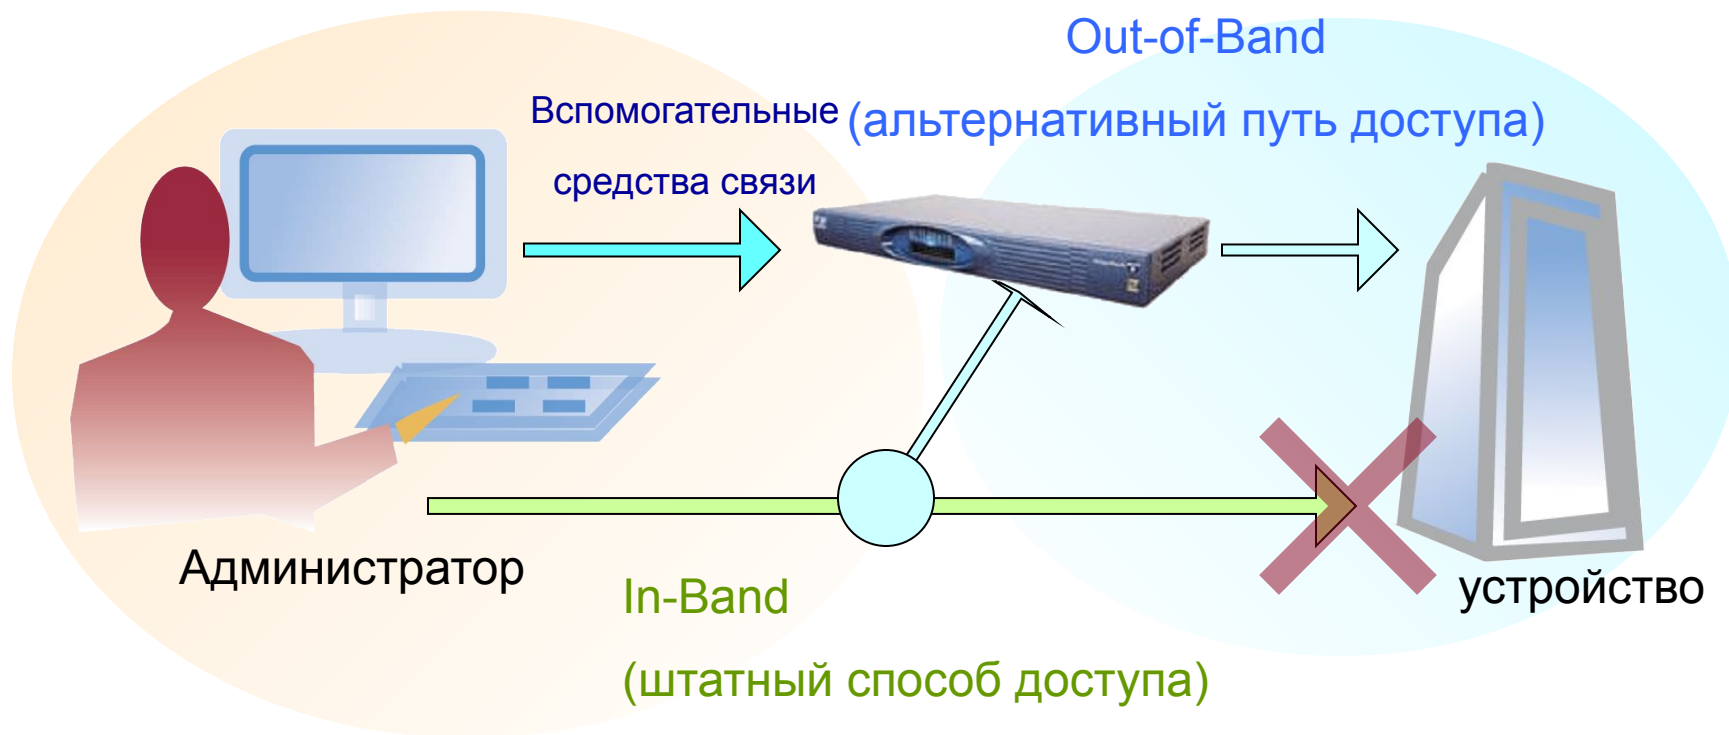 Out-of-Band
(альтернативный путь доступа)
Вспомогательные
средства связи
Администратор
устройство
In-Band
(штатный способ доступа)